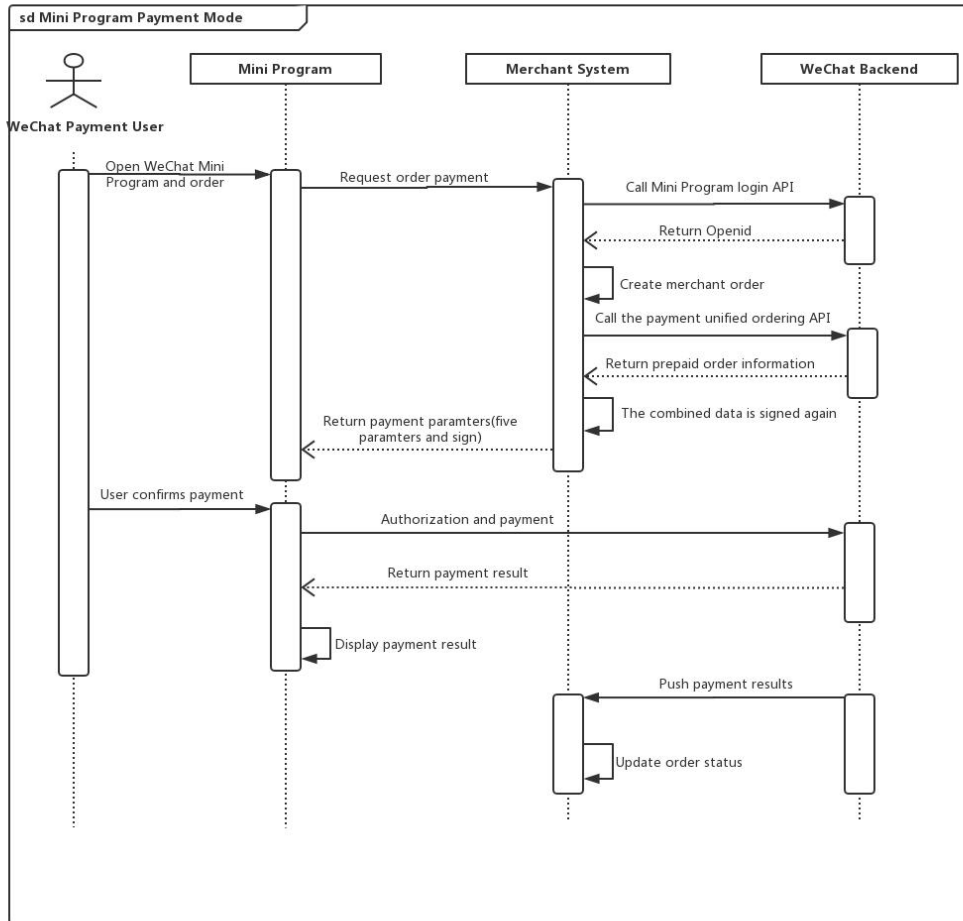 sd Mini Program Payment Mode
Mini Program
Merchant System
WeChat Backend
WeChat Payment User
Open WeChat Mini
Program and order
Request order payment
Call Mini Program login API
Return Openid
Create merchant order
Call the payment unified ordering API
Return prepaid order information
The combined data is signed again
Return payment paramters(five
paramters and sign)
User confirms payment
Authorization and payment
Return payment result
Display payment result
Push payment results
Update order status